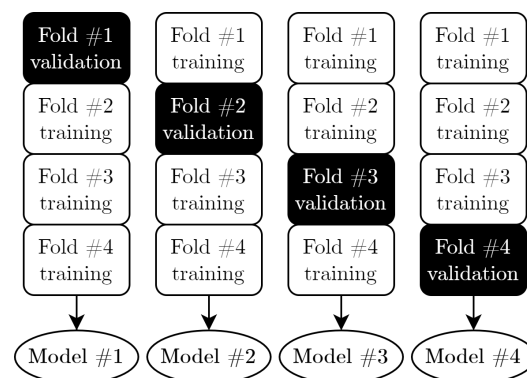 Fold #1
validation
Fold #2
training
Fold #3
training
Fold #4
training
Model #1
Fold #1
training
Fold #2
validation
Fold #3
training
Fold #4
training
Model #2
Fold #1
training
Fold #2
training
Fold #3
validation
Fold #4
training
Model #3
Fold #1
training
Fold #2
training
Fold #3
training
Fold #4
validation
Model #4